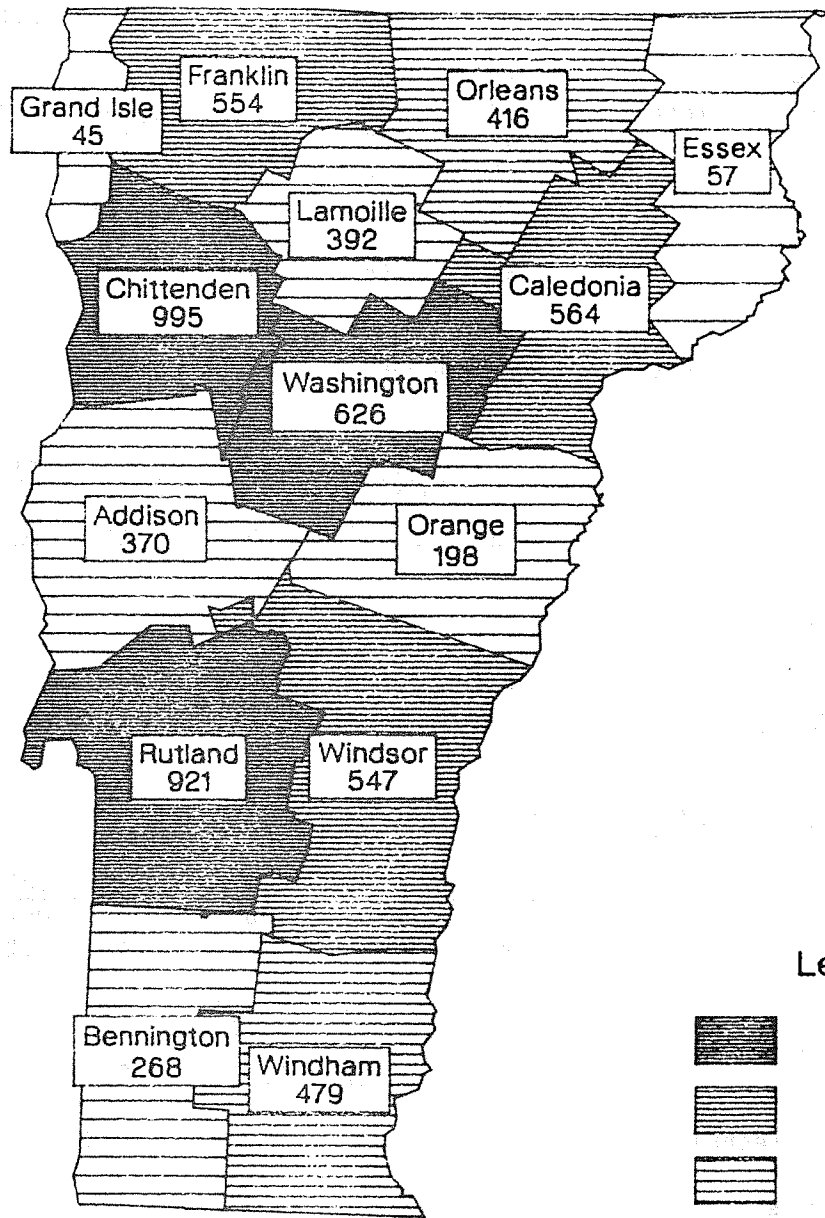 Franklin
554
Orleans
416
Grand Isle
45
Essex
57
Lamoille
392
Chittenden
995
Caledonia
564
Washington
626
Addison
370
Orange
198
Rutland
921
Windsor
547
Le
Bennington
268
Windham
479